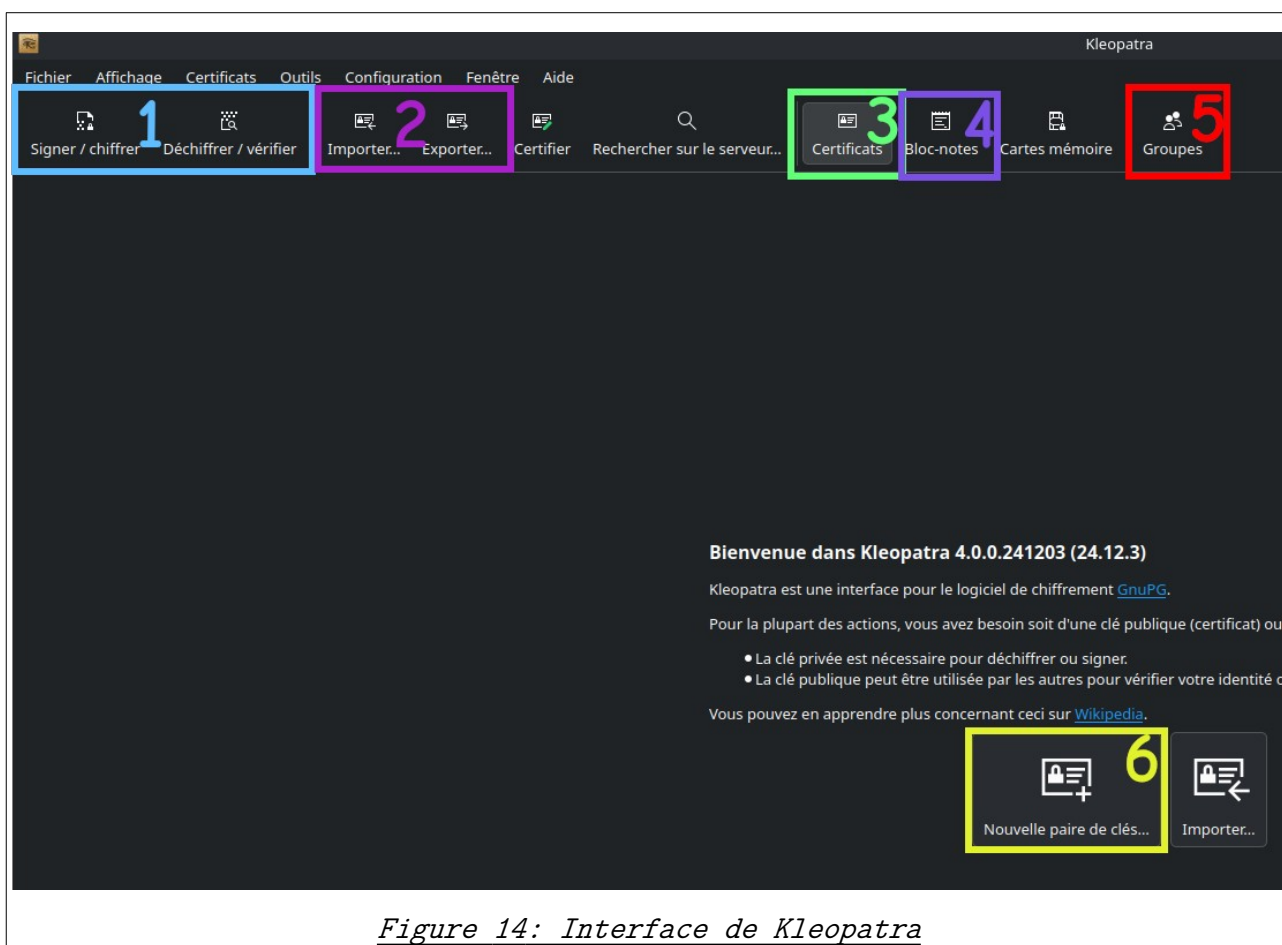 Kleopatra
Fichier Affichage Certificats Outils Configuration Fenêtre Aide
1 2 3 4 5
Signer / chiffrer Déchiffrer / vérifier Importer... Exporter... Certifier Rechercher sur le serveur... Certificats Bloc-notes Cartes mémoire Groupes
Bienvenue dans Kleopatra 4.0.0.241203 (24.12.3)
Kleopatra est une interface pour le logiciel de chiffrement GnuPG.
Pour la plupart des actions, vous avez besoin soit d'une clé publique (certificat) ou
• La clé privée est nécessaire pour déchiffrer ou signer.
• La clé publique peut être utilisée par les autres pour vérifier votre identité
Vous pouvez en apprendre plus concernant ceci sur Wikipedia.
6
Nouvelle paire de clés... Importer...
Figure 14: Interface de Kleopatra